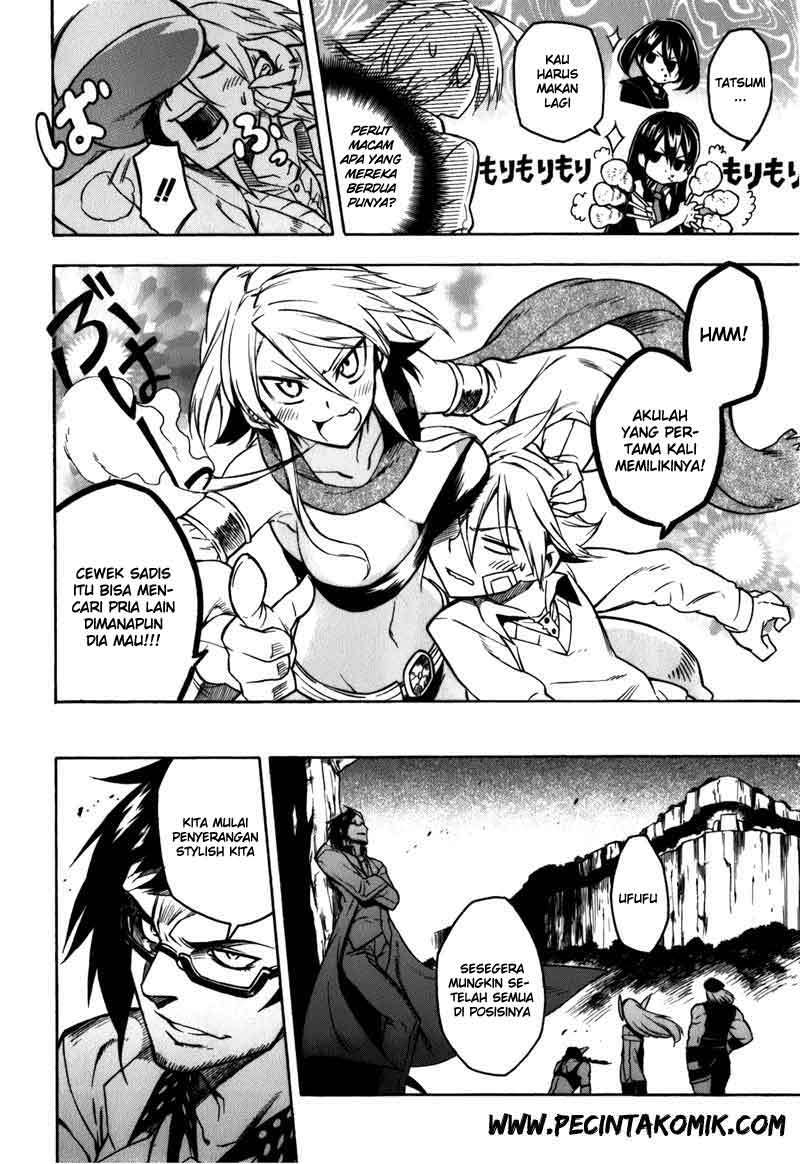 TATSUMI
...
KAU
HARUS
MAKAN
LAGI
もりもりもり
もりもり
PERUT
MACAM
APA YANG
MEREKA
BERDUA
PUNYA?
ばぶっ
!!
HMM!
AKULAH
YANG PER-
TAMA KALI
MEMILIKINYA!
ぶはー
CEWEK SADIS
ITU BISA MEN-
CARI PRIA LAIN
DIMANAPUN
DIA MAU!!!
UFUFU
SESEGERA
MUNGKIN SE-
TELAH SEMUA
DI POSISINYA
KITA MULAI
PENYERANGAN
STYLISH KITA
WWW.PECINTAKOMIK.COM